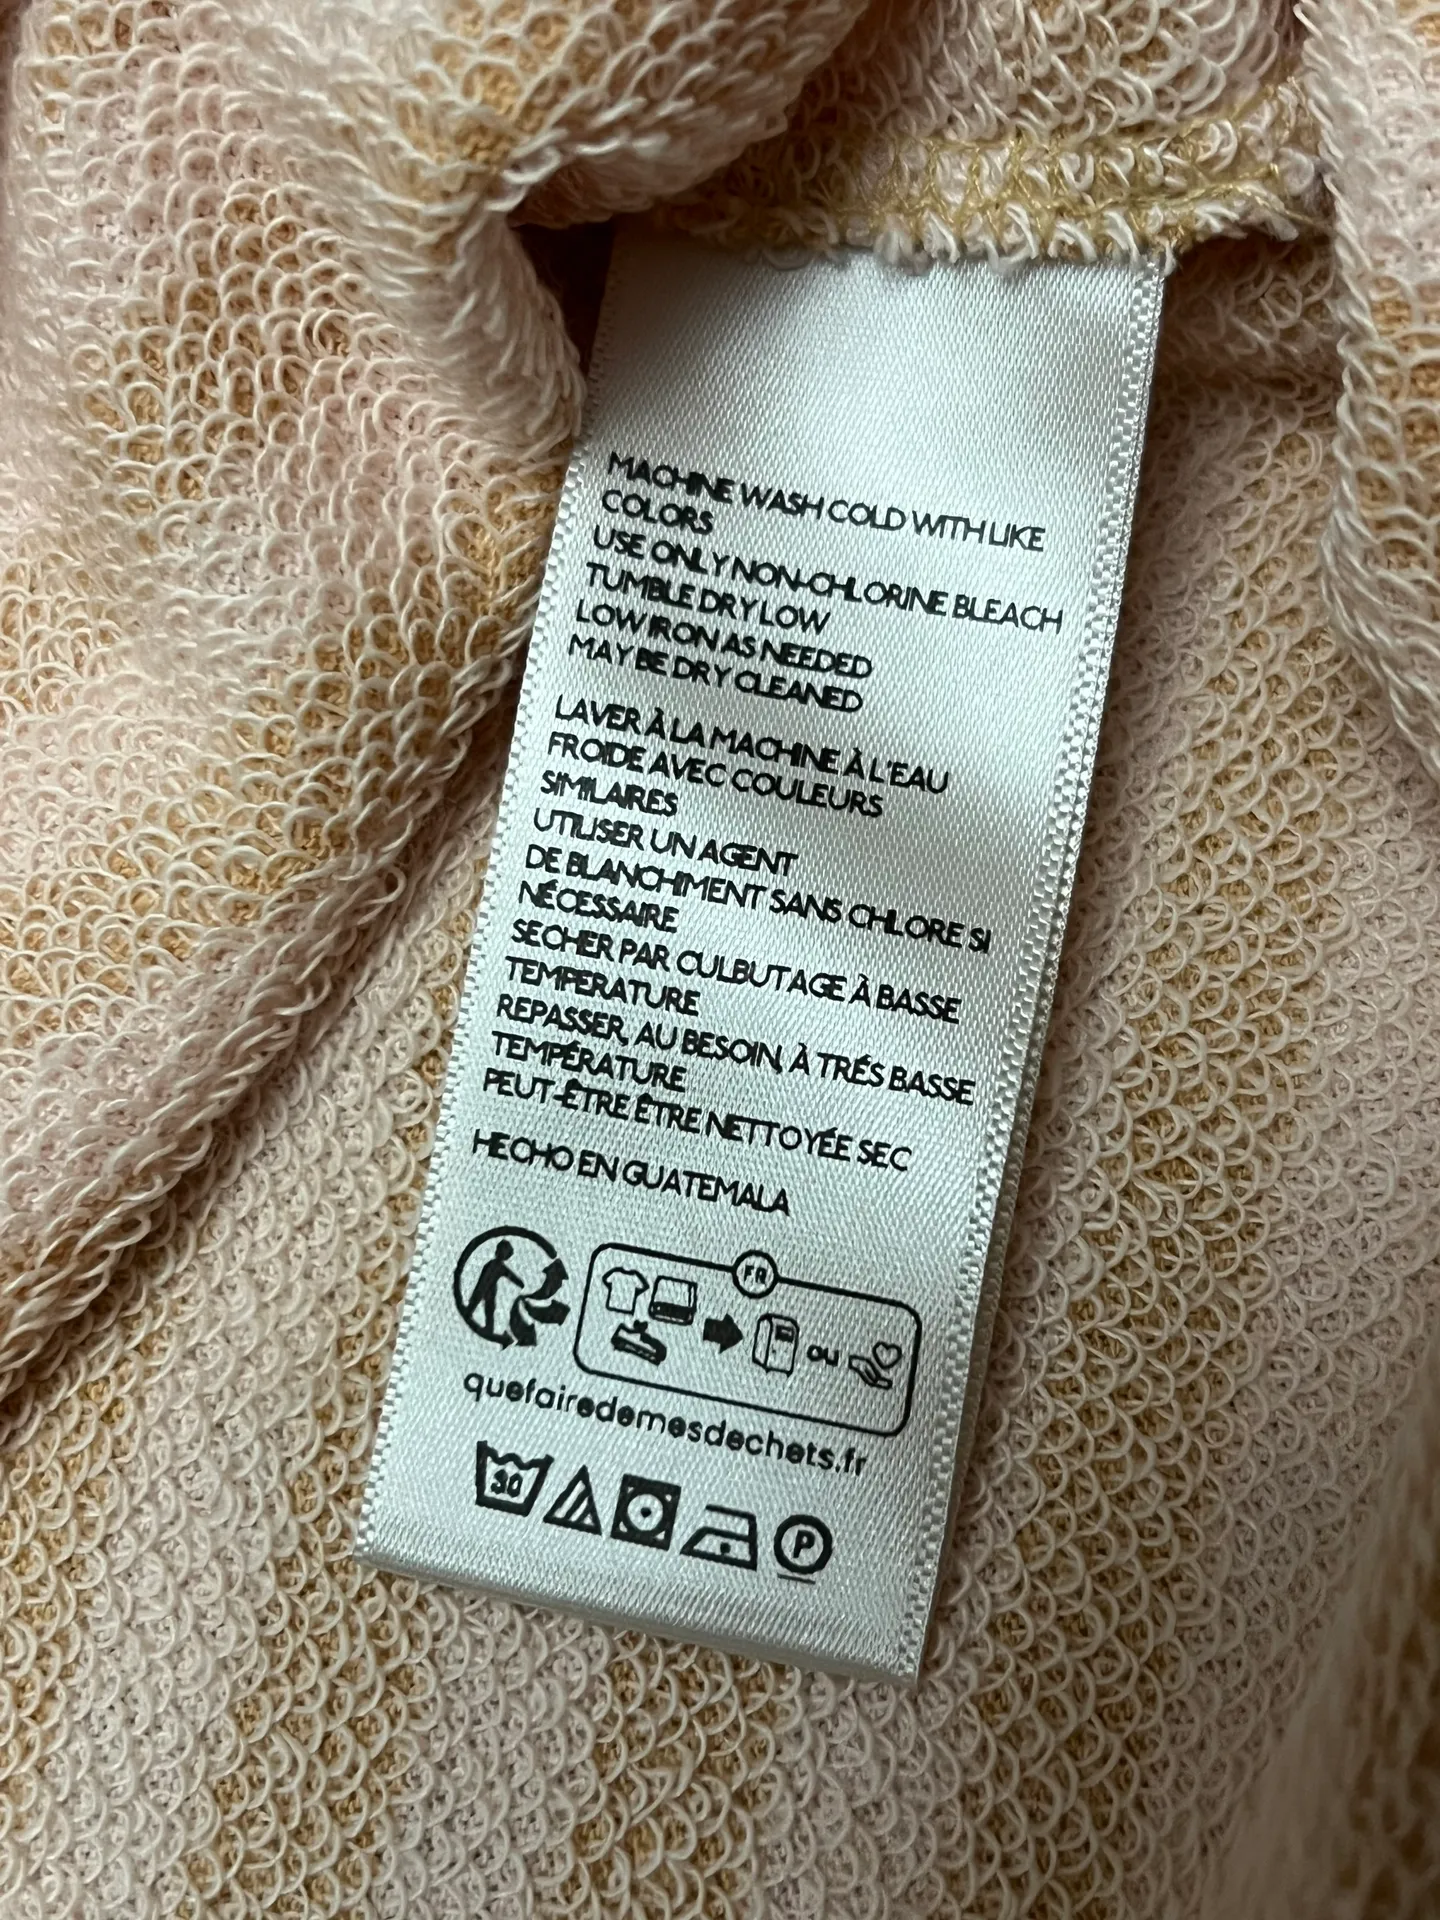 MACHINE WASH COLD WITH LIKE
COLORS
USE ONLY NON-CHLORINE BLEACH
TUMBLE DRY LOW
LOW IRON AS NEEDED
MAY BE DRY CLEANED
LAVER À LA MACHINE À L'EAU
FROIDE AVEC COULEURS
SIMILAIRES
UTILISER UN AGENT
DE BLANCHIMENT SANS CHLORE SI
NÉCESSAIRE
SECHER PAR CULBUTAGE À BASSE
TEMPERATURE
REPASSER, AU BESOIN, À TRÉS BASSE
TEMPÉRATURE
PEUT-ÊTRE ÊTRE NETTOYÉE SEC
HECHO EN GUATEMALA
FR
ou
quefairedemesdechets.fr
30
P